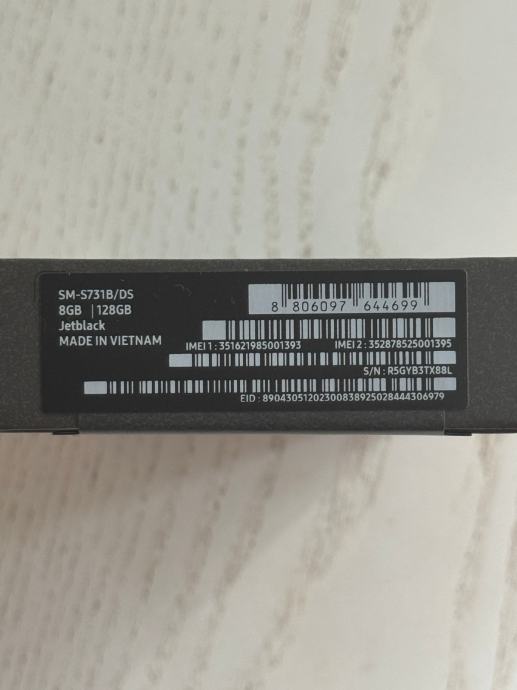 SM-S731B/DS
8GB | 128GB
Jetblack
MADE IN VIETNAM
8 806097 644699
IMEI 1 : 351621985001393 IMEI 2 : 352878525001395
S/N : R5GYB3TX88L
EID : 89043051202300838925028444306979